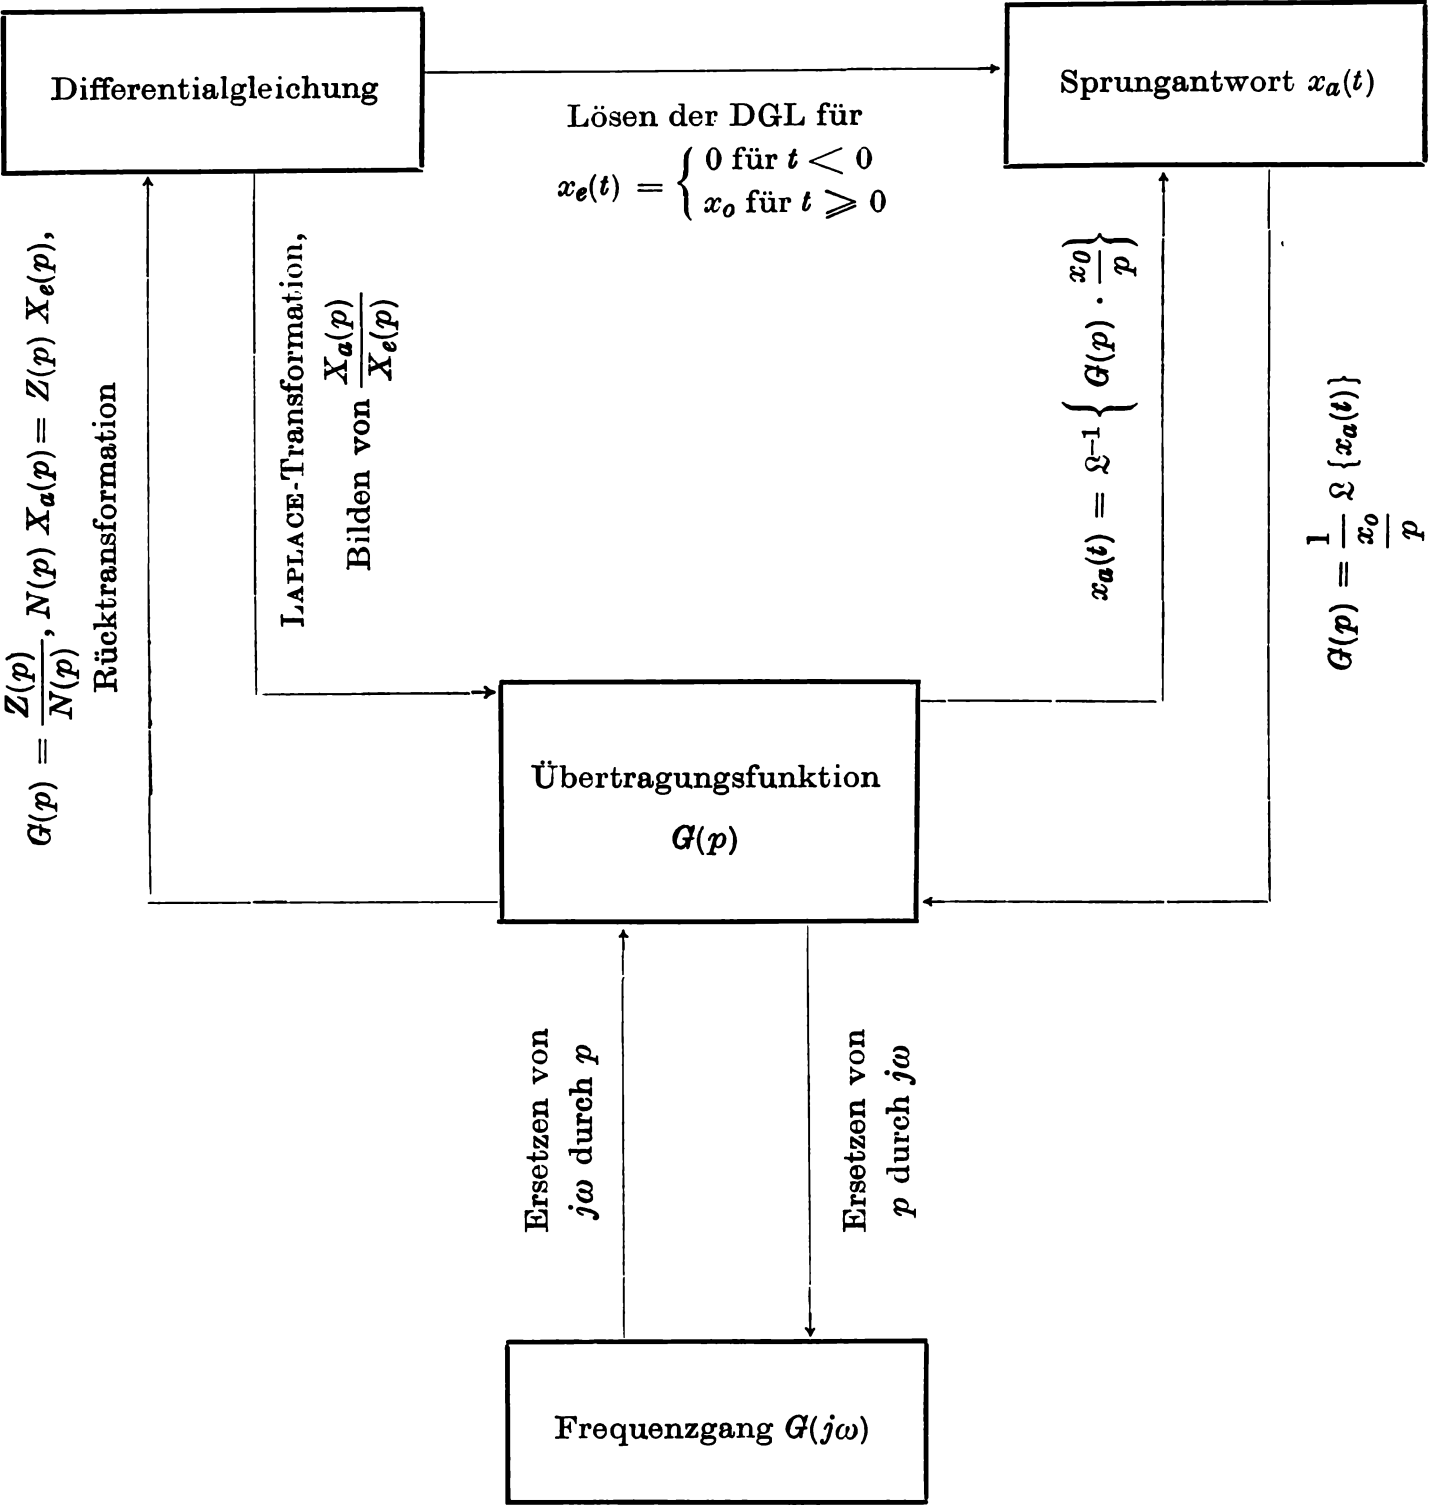 Differentialgleichung
Sprungantwort xₐ(t)
Lösen der DGL für
xₑ(t) = { 0 für t < 0
x₀ für t ⩾ 0
G(p) = Z(p)/N(p), N(p) Xₐ(p) = Z(p) Xₑ(p),
Rücktransformation
LAPLACE-Transformation,
Bilden von Xₐ(p)/Xₑ(p)
xₐ(t) = 𝔏⁻¹ { G(p) · x₀/p }
G(p) = 1/(x₀/p) 𝔏 {xₐ(t)}
Übertragungsfunktion
G(p)
Ersetzen von
jω durch p
Ersetzen von
p durch jω
Frequenzgang G(jω)